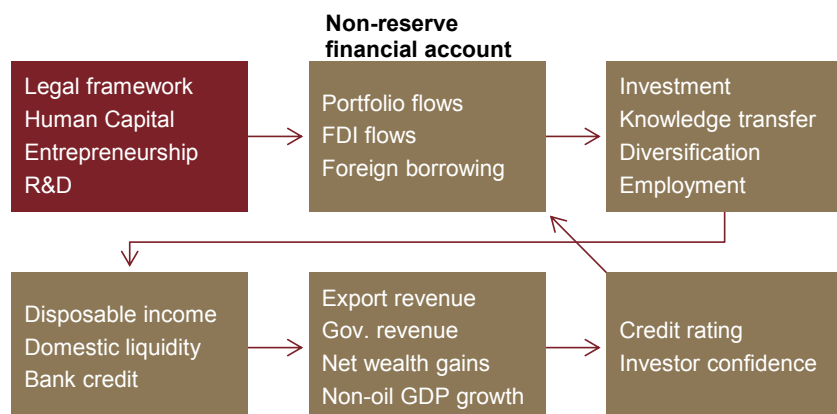 Non-reserve
financial account
Legal framework
Human Capital
Entrepreneurship
R&D
Portfolio flows
FDI flows
Foreign borrowing
Investment
Knowledge transfer
Diversification
Employment
Disposable income
Domestic liquidity
Bank credit
Export revenue
Gov. revenue
Net wealth gains
Non-oil GDP growth
Credit rating
Investor confidence